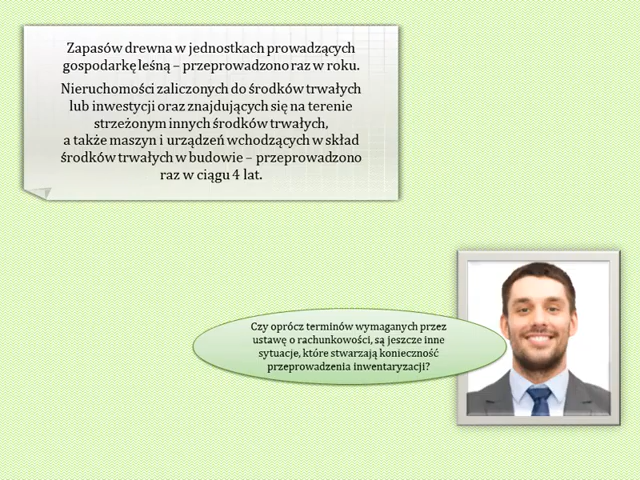 Zapasów drewna w jednostkach prowadzących
gospodarkę leśną – przeprowadzono raz w roku.
Nieruchomości zaliczonych do środków trwałych
lub inwestycji oraz znajdujących się na terenie
strzeżonym innych środków trwałych,
a także maszyn i urządzeń wchodzących w skład
środków trwałych w budowie – przeprowadzono
raz w ciągu 4 lat.
Czy oprócz terminów wymaganych przez
ustawę o rachunkowości, są jeszcze inne
sytuacje, które stwarzają konieczność
przeprowadzenia inwentaryzacji?